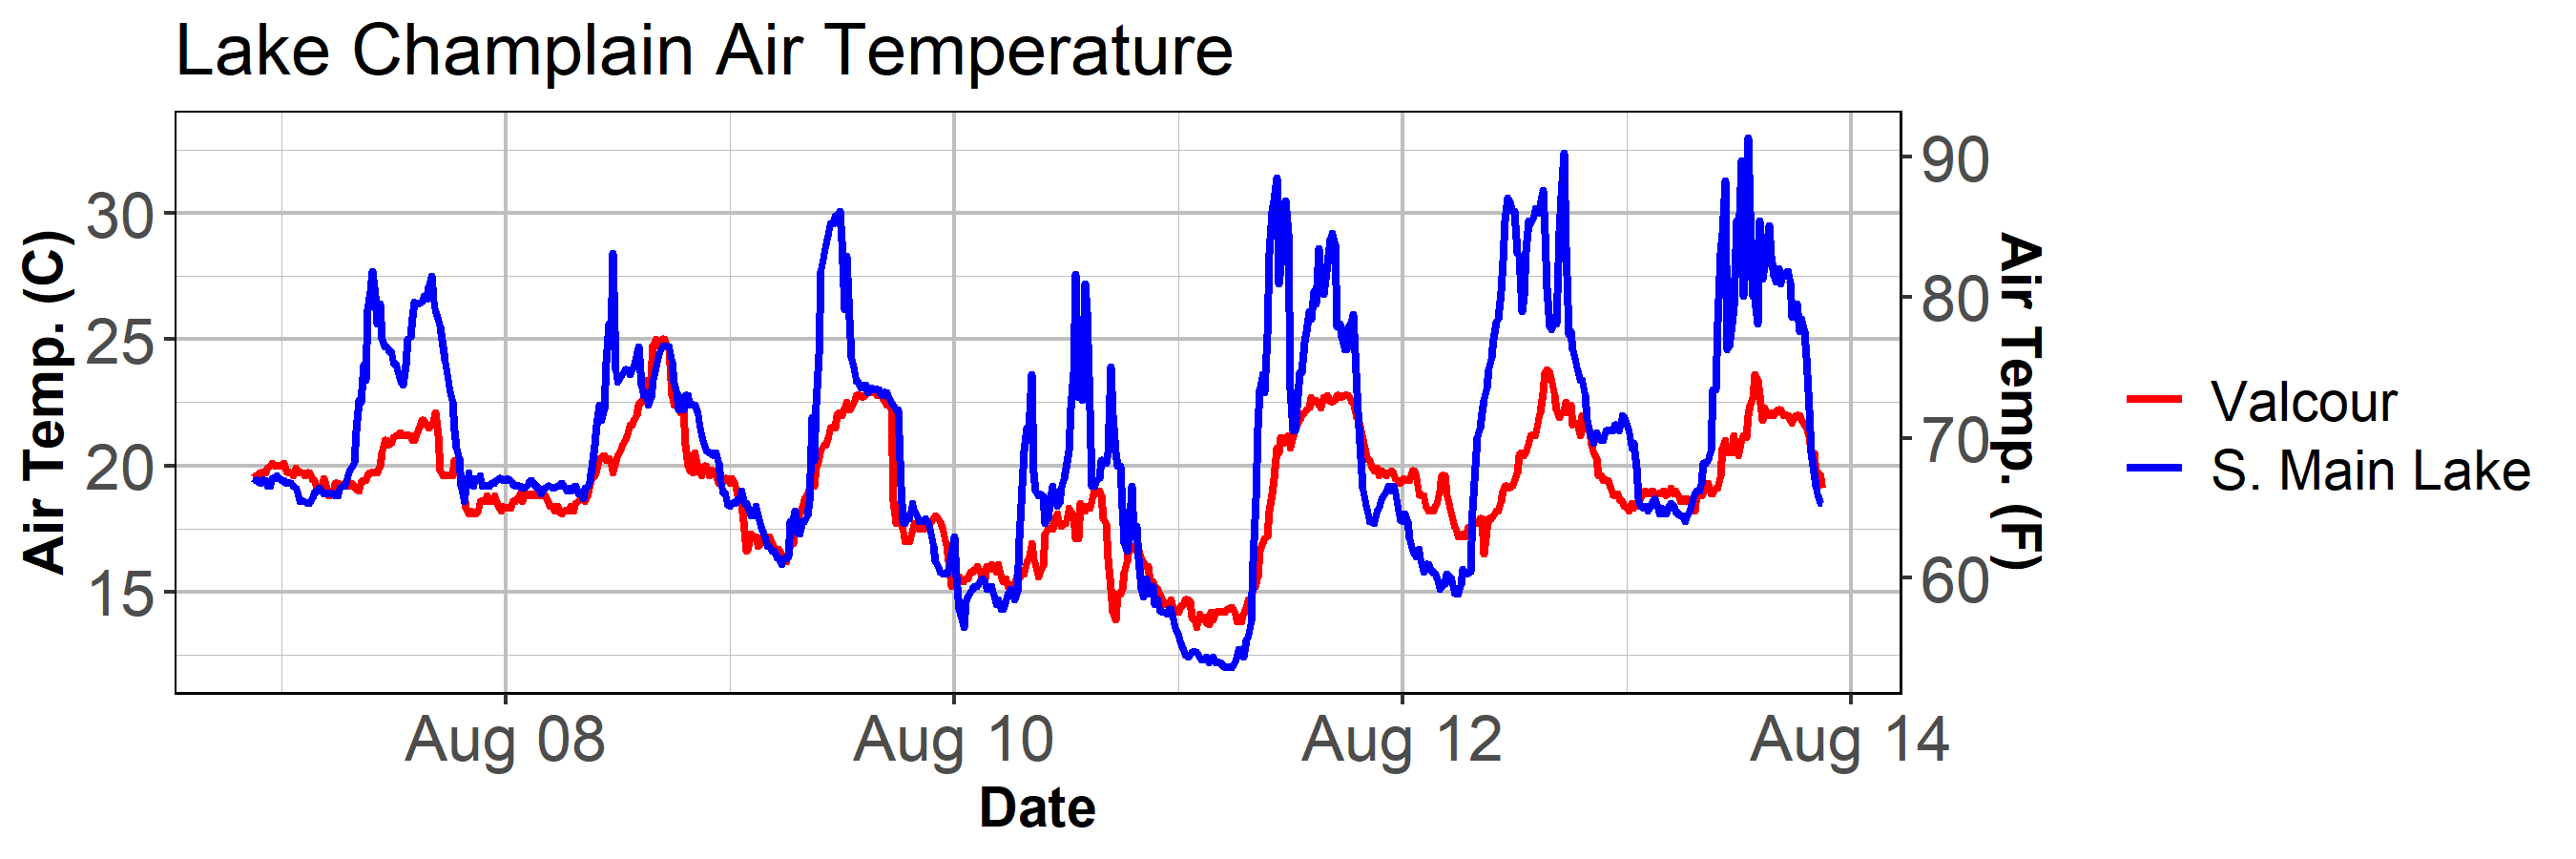 Lake Champlain Air Temperature
Air Temp. (C)
30
25
20
15
90
80
70
60
Air Temp. (F)
Aug 08
Aug 10
Aug 12
Aug 14
Date
Valcour
S. Main Lake